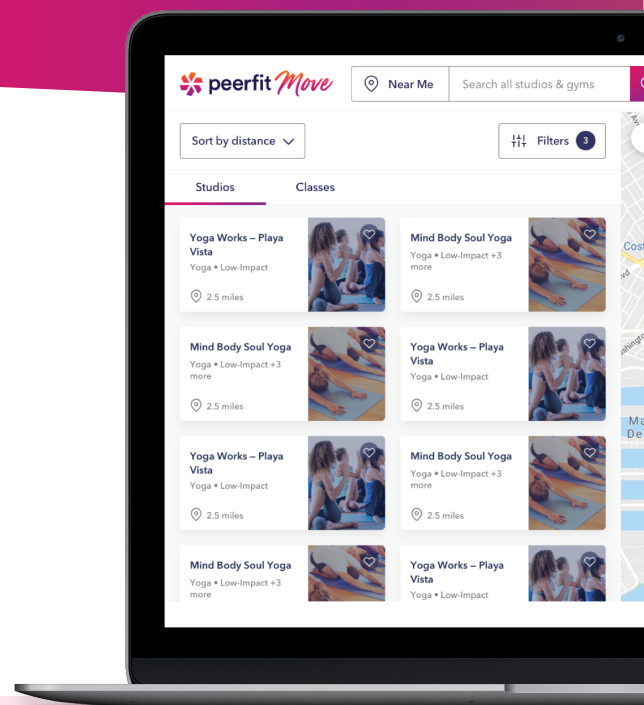 peerfit Move
Near Me
Search all studios & gyms
Sort by distance
Filters 3
Studios
Classes
Yoga Works – Playa
Vista
Yoga • Low-Impact
2.5 miles
Mind Body Soul Yoga
Yoga • Low-Impact +3
more
2.5 miles
Mind Body Soul Yoga
Yoga • Low-Impact +3
more
2.5 miles
Yoga Works – Playa
Vista
Yoga • Low-Impact
2.5 miles
Yoga Works – Playa
Vista
Yoga • Low-Impact
2.5 miles
Mind Body Soul Yoga
Yoga • Low-Impact +3
more
2.5 miles
Mind Body Soul Yoga
Yoga • Low-Impact +3
more
Yoga Works – Playa
Vista
Yoga • Low-Impact